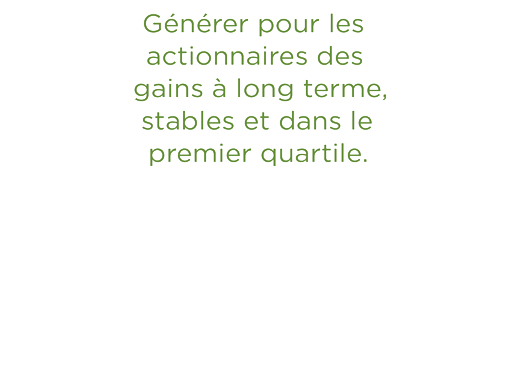 Générer pour les
actionnaires des
gains à long terme,
stables et dans le
premier quartile.